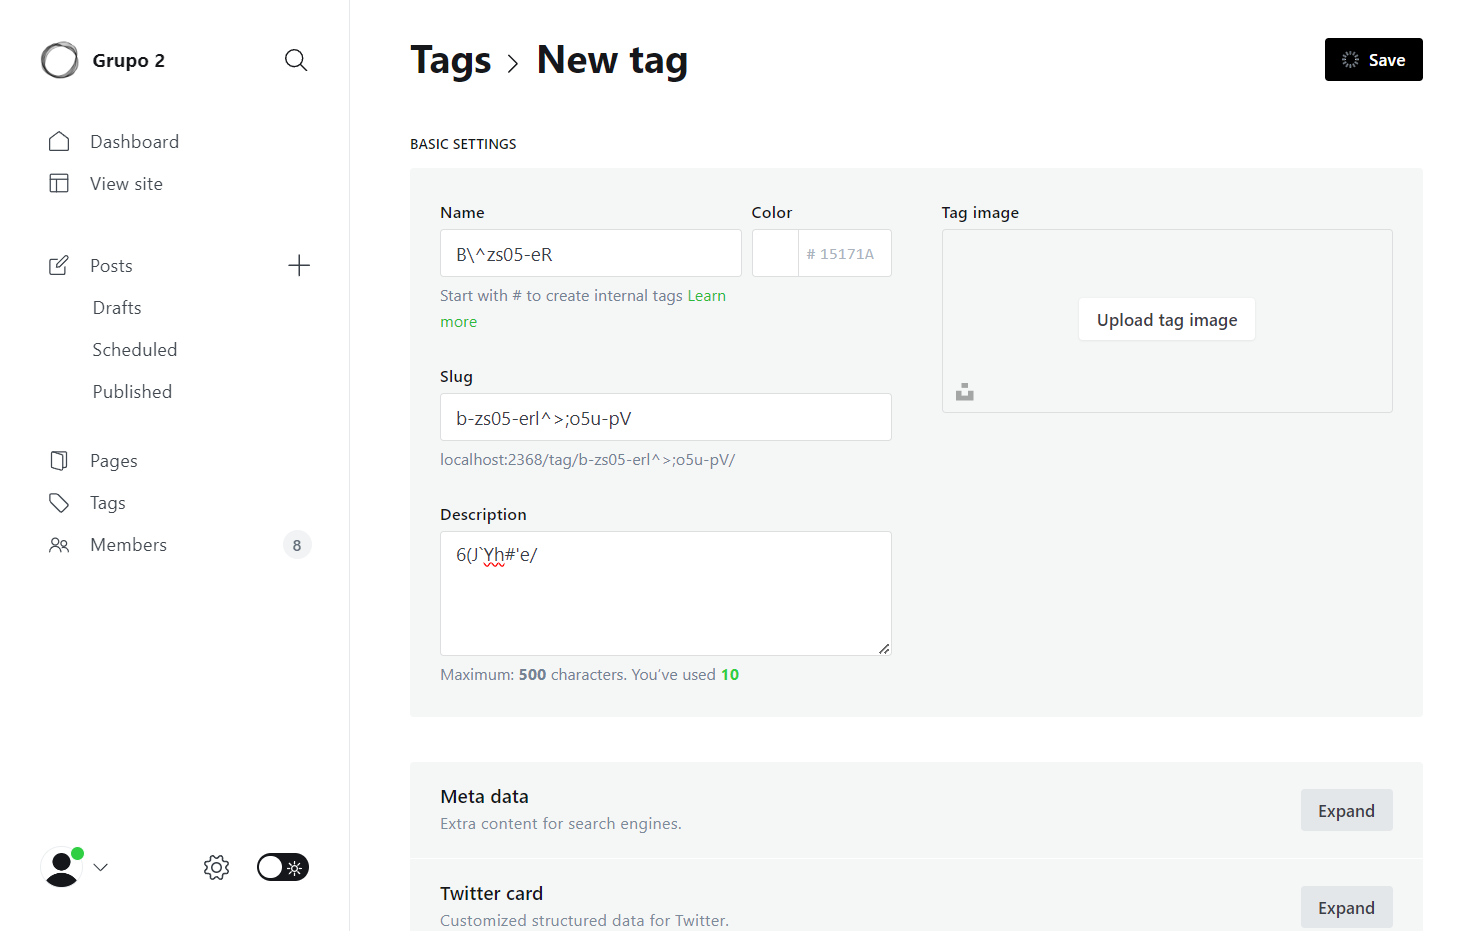 Grupo 2
Dashboard
View site
Posts
Drafts
Scheduled
Published
Pages
Tags
Members
8
Tags
New tag
Save
BASIC SETTINGS
Name
B\^zs05-eR
Start with # to create internal tags Learn
more
Color
# 15171A
Slug
b-zs05-erl^>;o5u-pV
localhost:2368/tag/b-zs05-erl^>;o5u-pV/
Description
6(J`Yh#'e/
Maximum: 500 characters. You’ve used 10
Tag image
Upload tag image
Meta data
Extra content for search engines.
Expand
Twitter card
Customized structured data for Twitter.
Expand